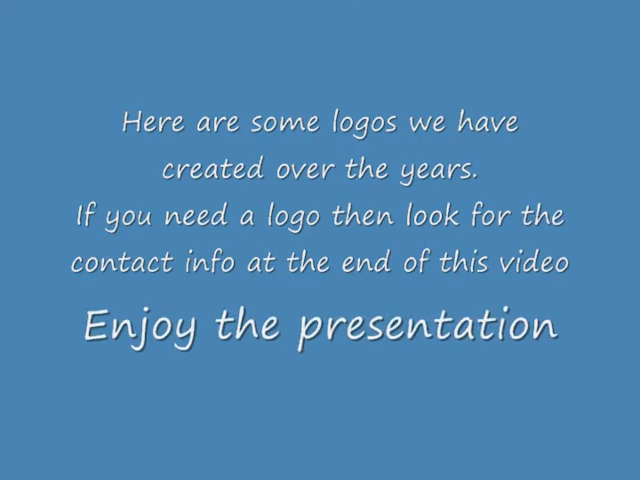 Here are some logos we have
created over the years.
If you need a logo then look for the
contact info at the end of this video
Enjoy the presentation